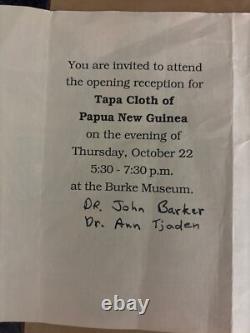 You are invited to attend
the opening reception for
Tapa Cloth of
Papua New Guinea
on the evening of
Thursday, October 22
5:30 - 7:30 p.m.
at the Burke Museum.
DR. John Barker
Dr. Ann Tjaden
ebay